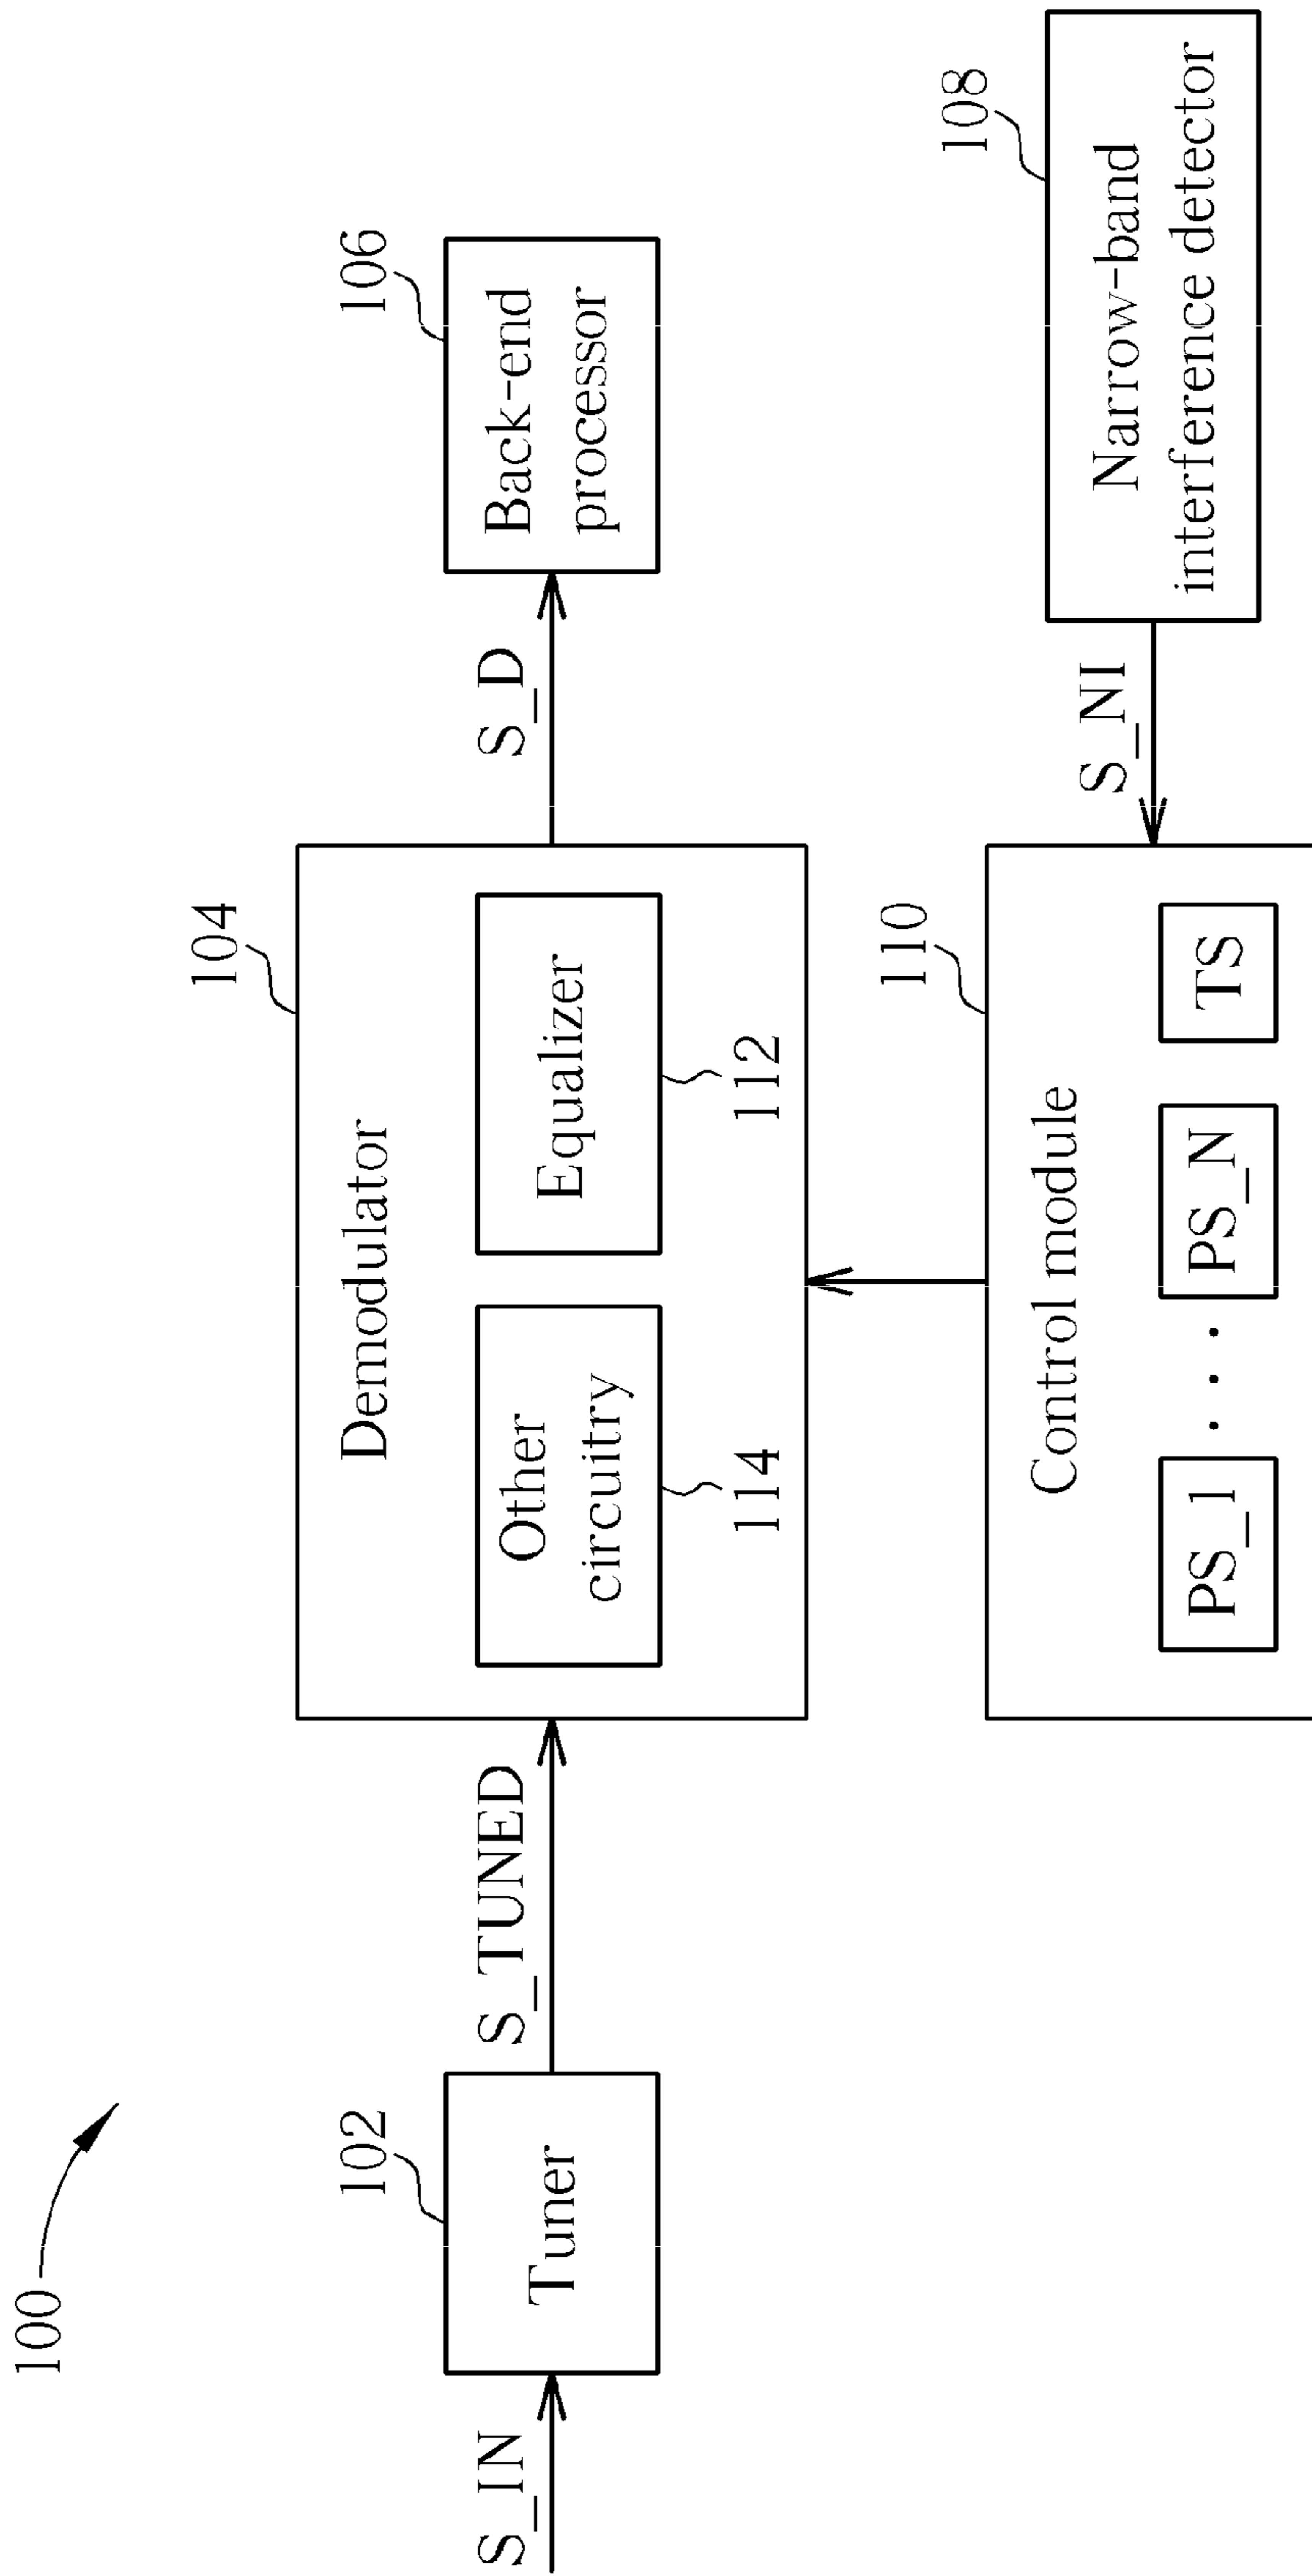 100
S_IN
102
Tuner
S_TUNED
104
Demodulator
Other
circuitry
114
Equalizer
112
S_D
106
Back-end
processor
110
Control module
PS_1
. . .
PS_N
TS
S_NI
108
Narrow-band
interference detector